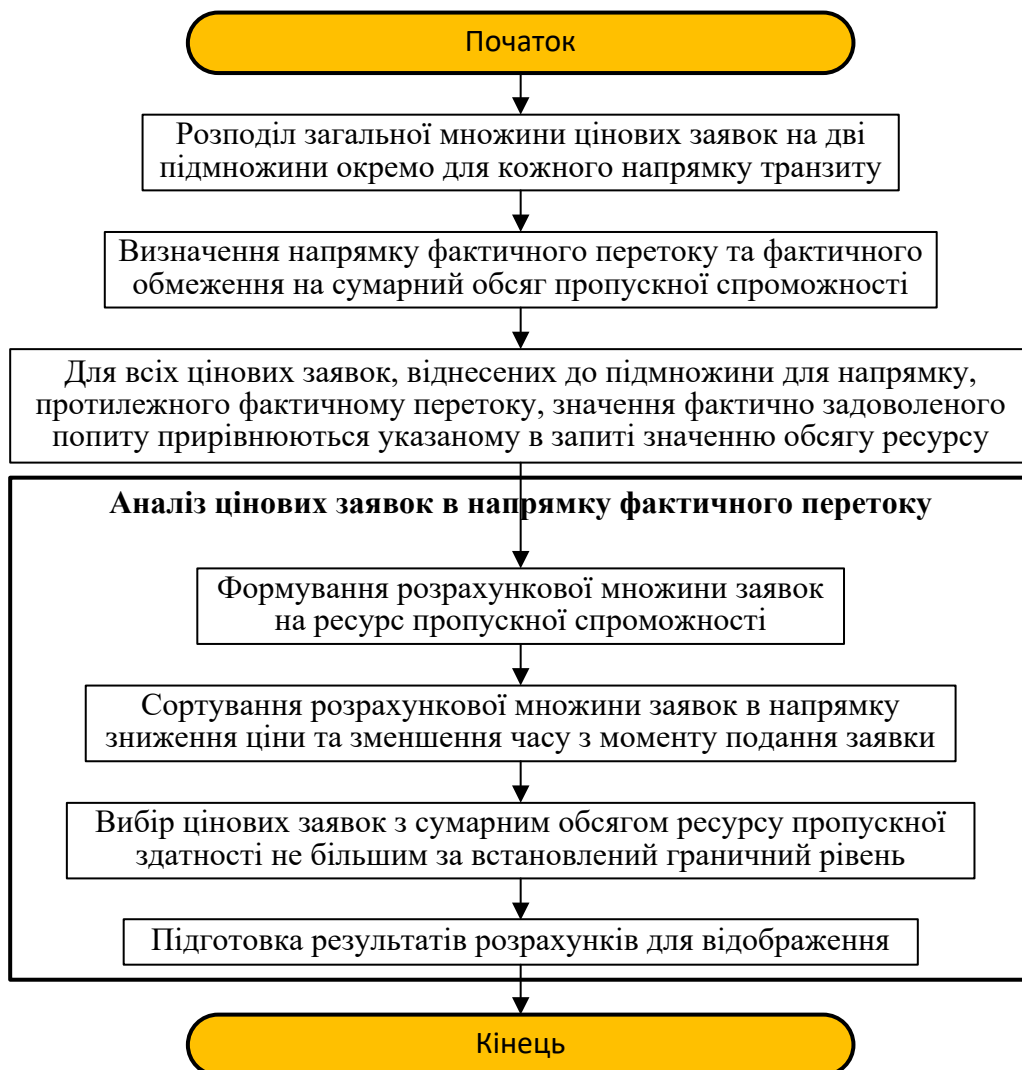 Початок
Розподіл загальної множини цінових заявок на дві
підмножини окремо для кожного напрямку транзиту
Визначення напрямку фактичного перетоку та фактичного
обмеження на сумарний обсяг пропускної спроможності
Для всіх цінових заявок, віднесених до підмножини для напрямку,
протилежного фактичному перетоку, значення фактично задоволеного
попиту прирівнюються указаному в запиті значенню обсягу ресурсу
Аналіз цінових заявок в напрямку фактичного перетоку
Формування розрахункової множини заявок
на ресурс пропускної спроможності
Сортування розрахункової множини заявок в напрямку
зниження ціни та зменшення часу з моменту подання заявки
Вибір цінових заявок з сумарним обсягом ресурсу пропускної
здатності не більшим за встановлений граничний рівень
Підготовка результатів розрахунків для відображення
Кінець